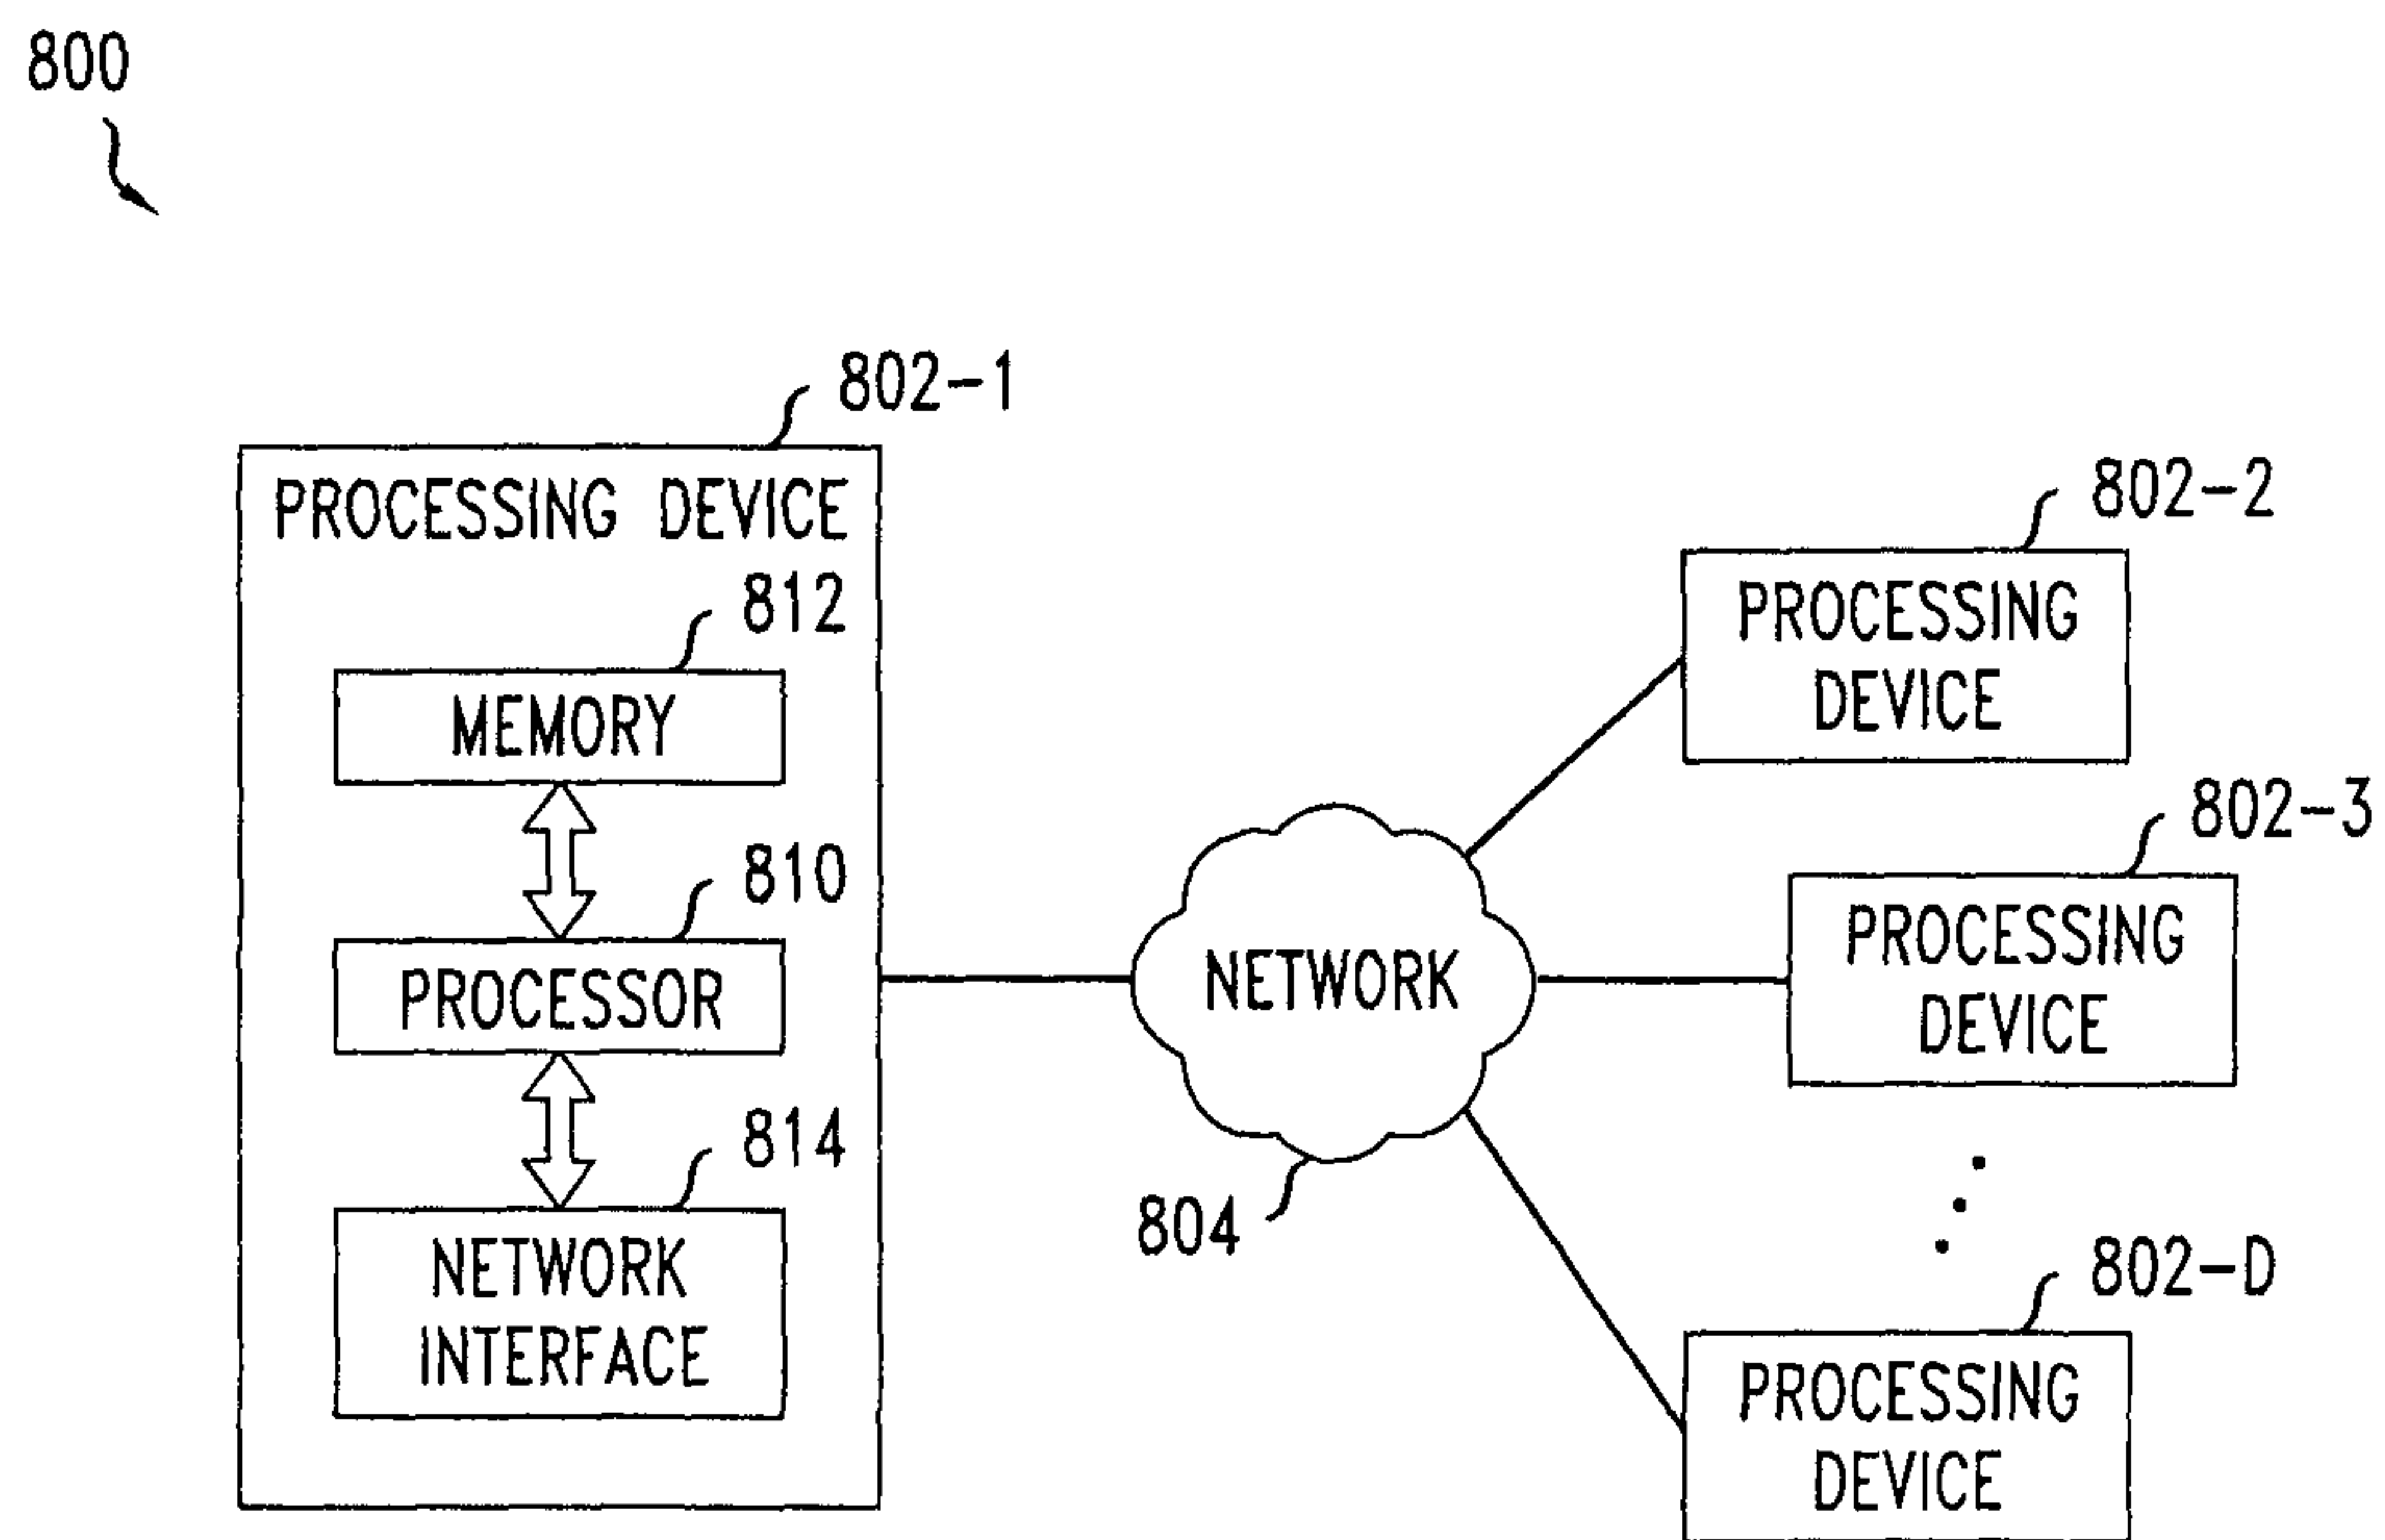 800
802-1
PROCESSING DEVICE
812
MEMORY
810
PROCESSOR
814
NETWORK
INTERFACE
NETWORK
804
802-2
PROCESSING
DEVICE
802-3
PROCESSING
DEVICE
802-D
PROCESSING
DEVICE